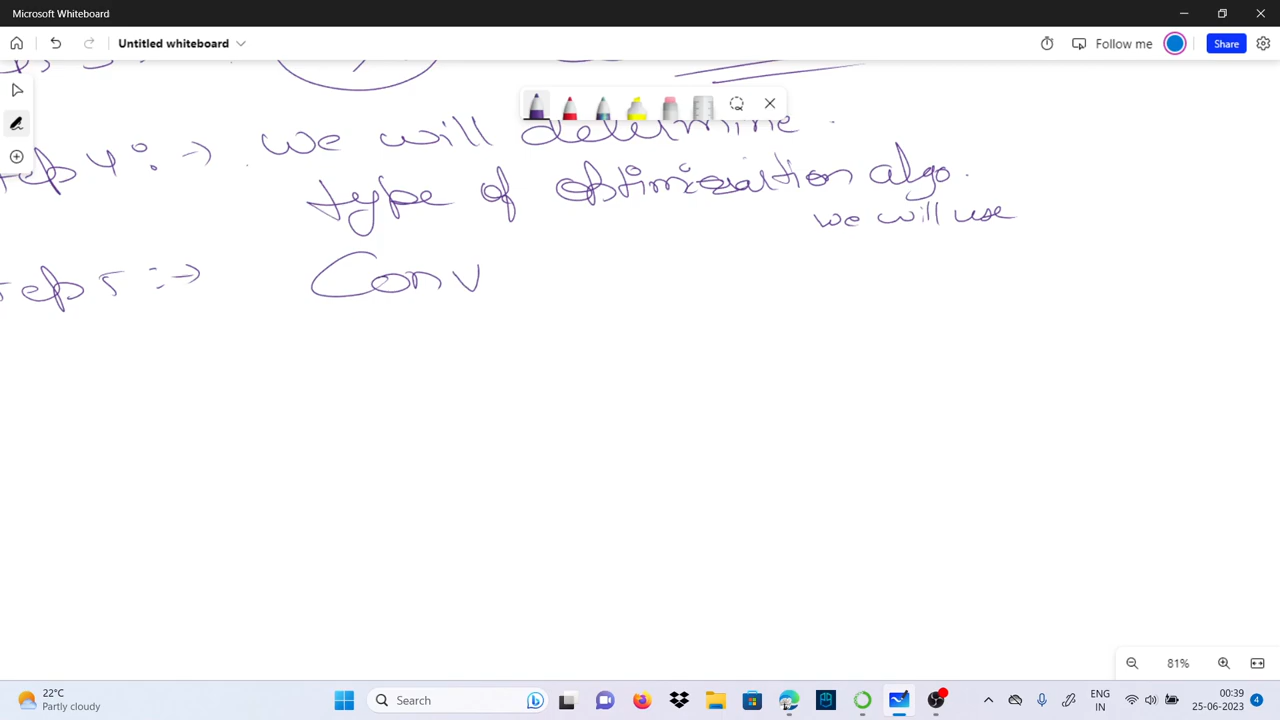 Microsoft Whiteboard
Untitled whiteboard
Follow me
Share
we will determine
type of optimization algo.
we will use
step 4 :→
step 5 :→ Conv
81%
22°C
Partly cloudy
Search
ENG
IN
00:39
25-06-2023
4